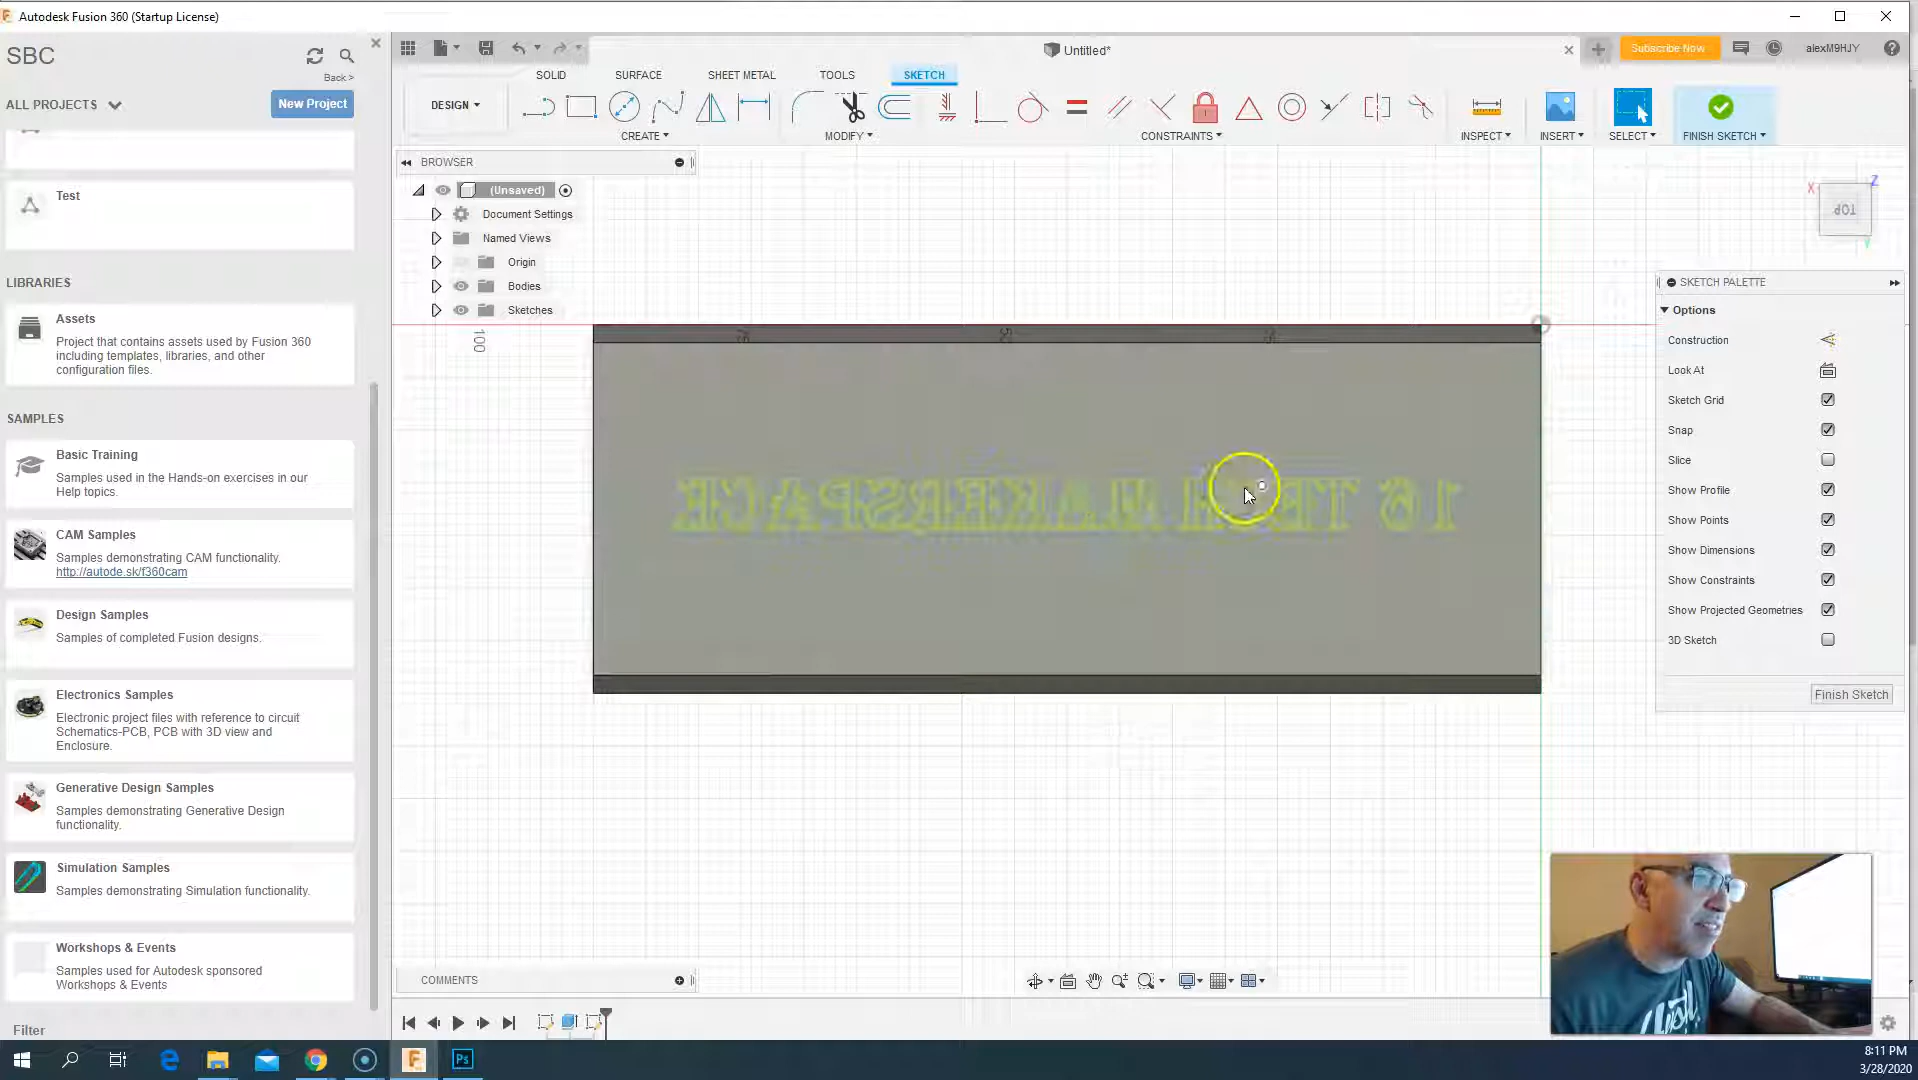 Autodesk Fusion 360 (Startup License)
SBC
Back >
ALL PROJECTS
New Project
Test
LIBRARIES
Assets
Project that contains assets used by Fusion 360
including templates, libraries, and other
configuration files.
SAMPLES
Basic Training
Samples used in the Hands-on exercises in our
Help topics.
CAM Samples
Samples demonstrating CAM functionality.
http://autode.sk/f360cam
Design Samples
Samples of completed Fusion designs.
Electronics Samples
Electronic project files with reference to circuit
Schematics-PCB, PCB with 3D view and
Enclosure.
Generative Design Samples
Samples demonstrating Generative Design
functionality.
Simulation Samples
Samples demonstrating Simulation functionality.
Workshops & Events
Samples used for Autodesk sponsored
Workshops & Events
Filter
Untitled*
Subscribe Now
alexM9HJY
SOLID
SURFACE
SHEET METAL
TOOLS
SKETCH
DESIGN
CREATE
MODIFY
CONSTRAINTS
INSPECT
INSERT
SELECT
FINISH SKETCH
BROWSER
(Unsaved)
Document Settings
Named Views
Origin
Bodies
Sketches
100
16 TECH MAKERSPACE
X
Z
TOP
Y
SKETCH PALETTE
Options
Construction
Look At
Sketch Grid
Snap
Slice
Show Profile
Show Points
Show Dimensions
Show Constraints
Show Projected Geometries
3D Sketch
Finish Sketch
COMMENTS
Ps
8:11 PM
3/28/2020